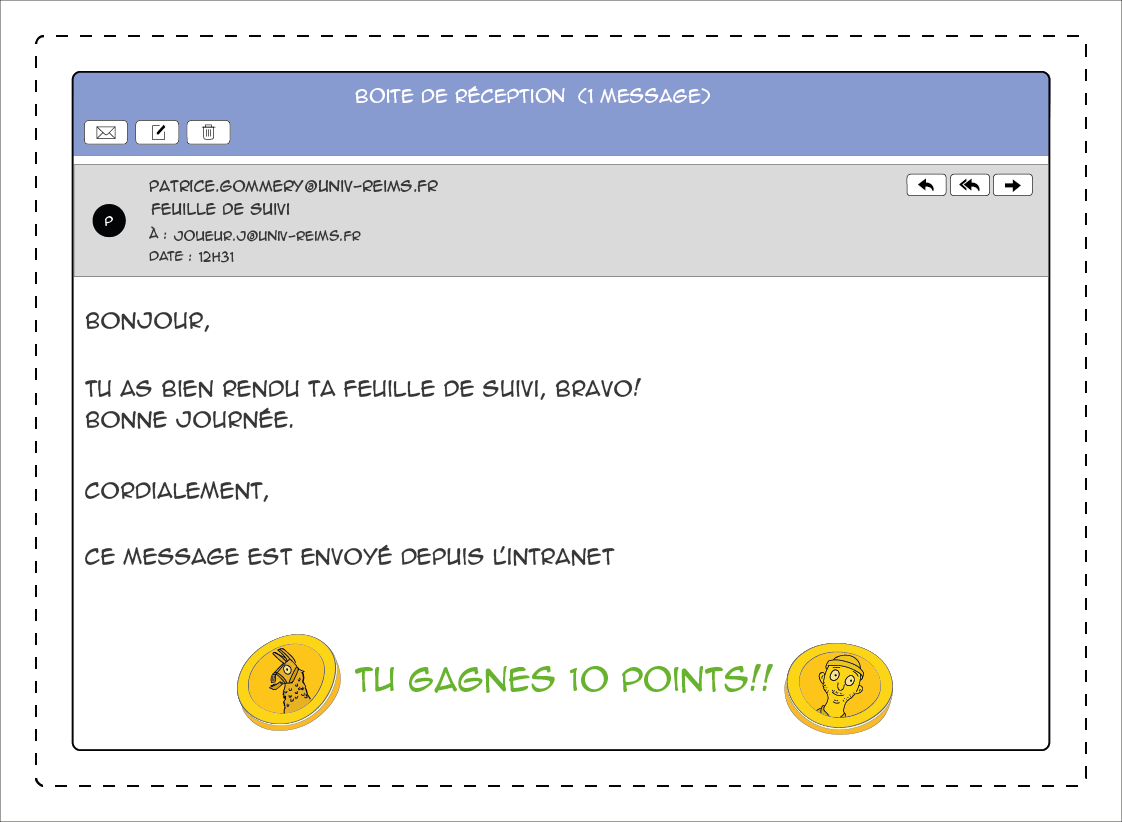 BOITE DE RÉCEPTION (1 MESSAGE)
PATRICE.GOMMERY@UNIV-REIMS.FR
FEUILLE DE SUIVI
P
À : JOUEUR.J@UNIV-REIMS.FR
DATE : 12H31
BONJOUR,
TU AS BIEN RENDU TA FEUILLE DE SUIVI, BRAVO!
BONNE JOURNÉE.
CORDIALEMENT,
CE MESSAGE EST ENVOYÉ DEPUIS L'INTRANET
TU GAGNES 10 POINTS!!